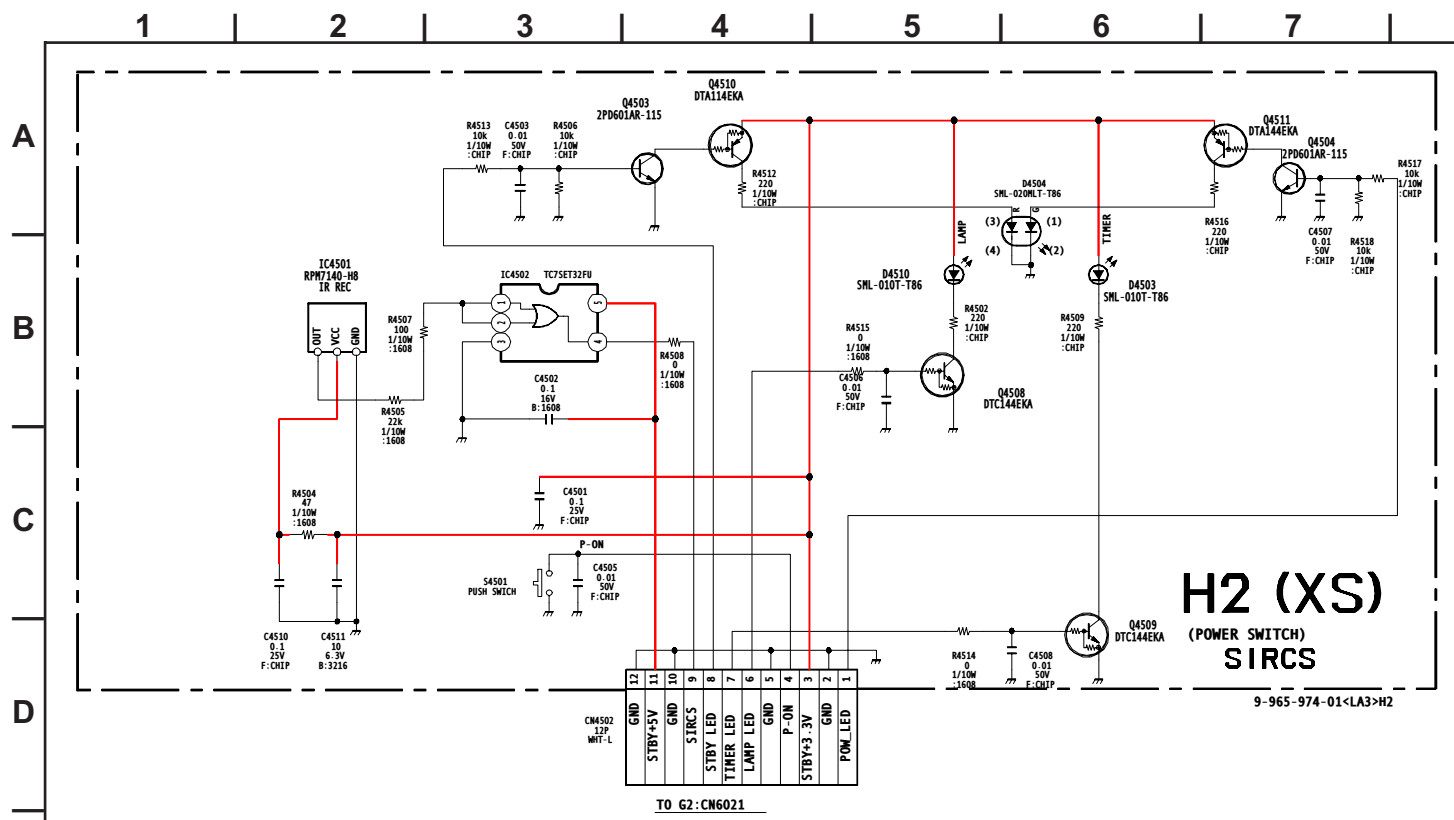 1 2 3 4 5 6 7
A
B
C
D
Q4510
DTA114EKA
Q4503
2PD601AR-115
R4513
10k
1/10W
:CHIP
C4503
0.01
50V
F:CHIP
R4506
10k
1/10W
:CHIP
R4512
220
1/10W
:CHIP
D4504
SML-020MLT-T86
R
G
(3)
(1)
(4)
(2)
Q4511
DTA144EKA
Q4504
2PD601AR-115
R4517
10k
1/10W
:CHIP
R4516
220
1/10W
:CHIP
C4507
0.01
50V
F:CHIP
R4518
10k
1/10W
:CHIP
LAMP
TIMER
IC4501
RPM7140-H8
IR REC
OUT
VCC
GND
IC4502 TC7SET32FU
1
2
3
5
4
R4507
100
1/10W
:1608
R4505
22k
1/10W
:1608
C4502
0.1
16V
B:1608
R4508
0
1/10W
:1608
D4510
SML-010T-T86
R4502
220
1/10W
:CHIP
D4503
SML-010T-T86
R4509
220
1/10W
:CHIP
R4515
0
1/10W
:1608
C4506
0.01
50V
F:CHIP
Q4508
DTC144EKA
R4504
47
1/10W
:1608
C4501
0.1
25V
F:CHIP
P-ON
S4501
PUSH SWICH
C4505
0.01
50V
F:CHIP
C4510
0.1
25V
F:CHIP
C4511
10
6.3V
B:3216
R4514
0
1/10W
:1608
C4508
0.01
50V
F:CHIP
Q4509
DTC144EKA
H2 (XS)
(POWER SWITCH)
SIRCS
9-965-974-01<LA3>H2
CN4502
12P
WHT-L
12 GND
11 STBY+5V
10 GND
9 SIRCS
8 STBY LED
7 TIMER LED
6 LAMP LED
5 GND
4 P-ON
3 STBY+3.3V
2 GND
1 POW_LED
TO G2:CN6021